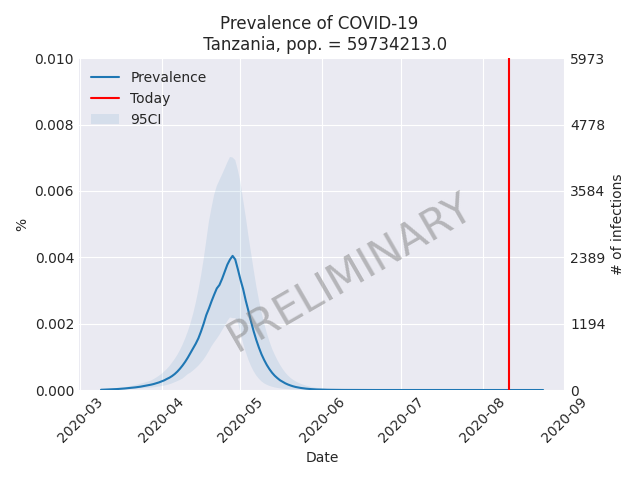 Prevalence of COVID-19
Tanzania, pop. = 59734213.0
0.010
0.008
0.006
0.004
0.002
0.000
%
Prevalence
Today
95CI
PRELIMINARY
5973
4778
3584
2389
1194
0
# of infections
2020-03
2020-04
2020-05
2020-06
2020-07
2020-08
2020-09
Date